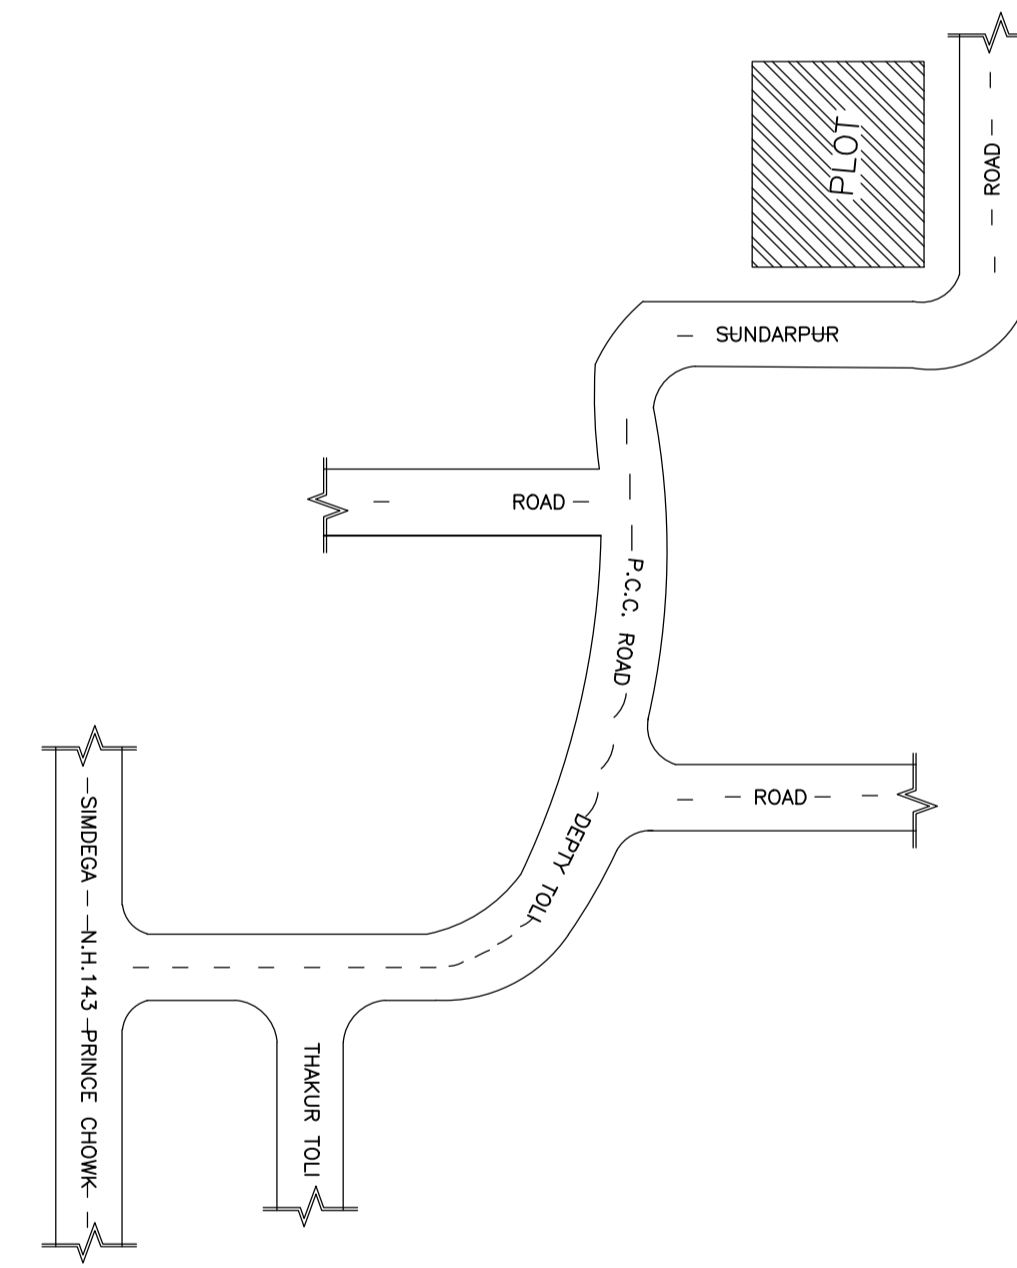 PLOT
ROAD
SUNDARPUR
ROAD
P.C.C. ROAD
ROAD
DEPTY TOLI
SIMDEGA
N.H.143
PRINCE CHOWK
THAKUR TOLI